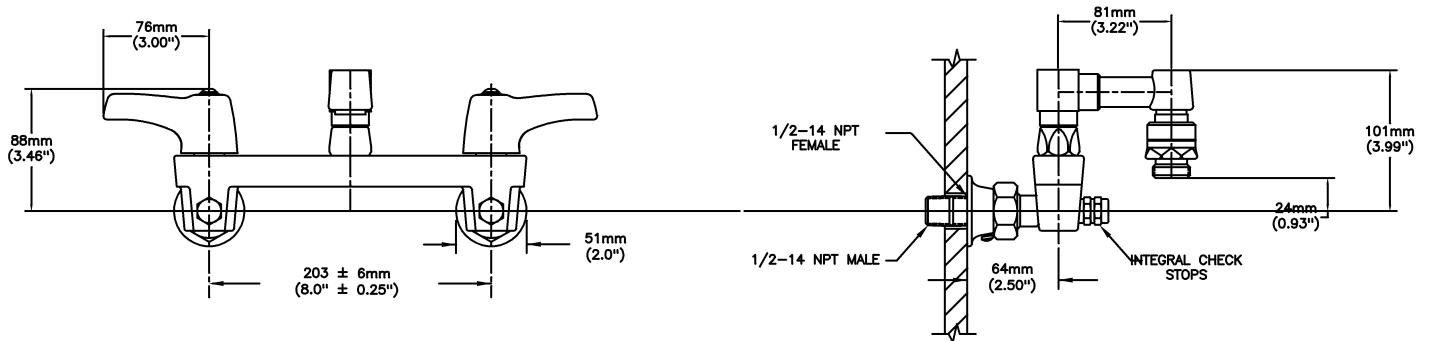 76mm
(3.00")
88mm
(3.46")
203 ± 6mm
(8.0" ± 0.25")
51mm
(2.0")
81mm
(3.22")
1/2-14 NPT
FEMALE
101mm
(3.99")
24mm
(0.93")
1/2-14 NPT MALE
64mm
(2.50")
INTEGRAL CHECK
STOPS